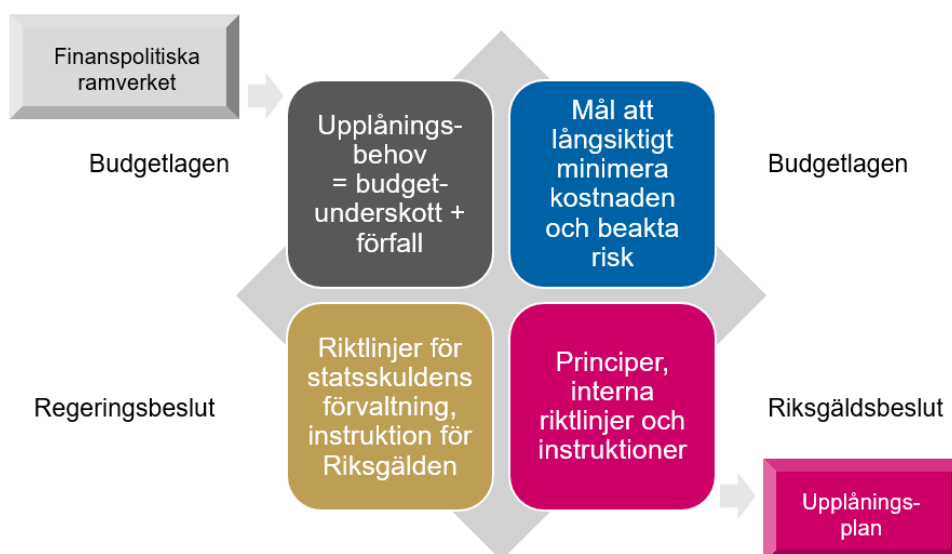 Finanspolitiska
ramverket
Budgetlagen
Upplånings-
behov
= budget-
underskott +
förfall
Mål att
långsiktigt
minimera
kostnaden
och beakta
risk
Budgetlagen
Regeringsbeslut
Riktlinjer för
statsskuldens
förvaltning,
instruktion för
Riksgälden
Principer,
interna
riktlinjer och
instruktioner
Riksgäldsbeslut
Upplånings-
plan